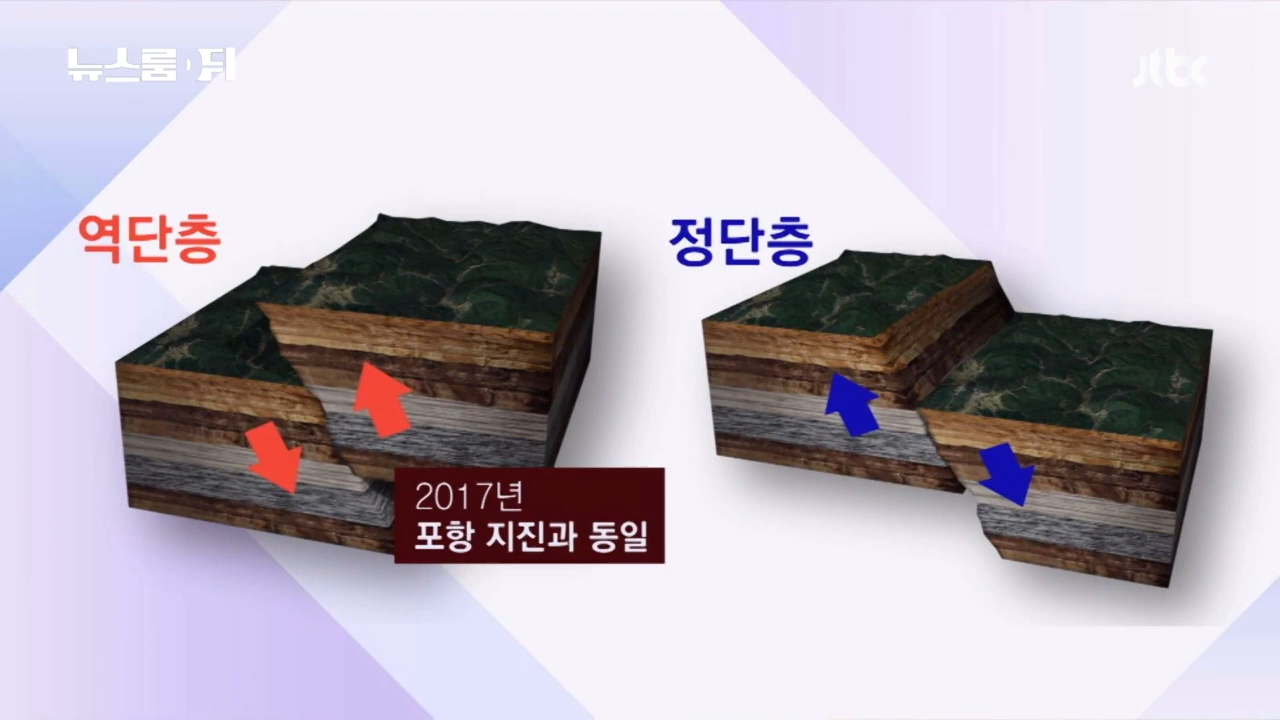 뉴스룸 뒤
jtbc
역단층
정단층
2017년
포항 지진과 동일